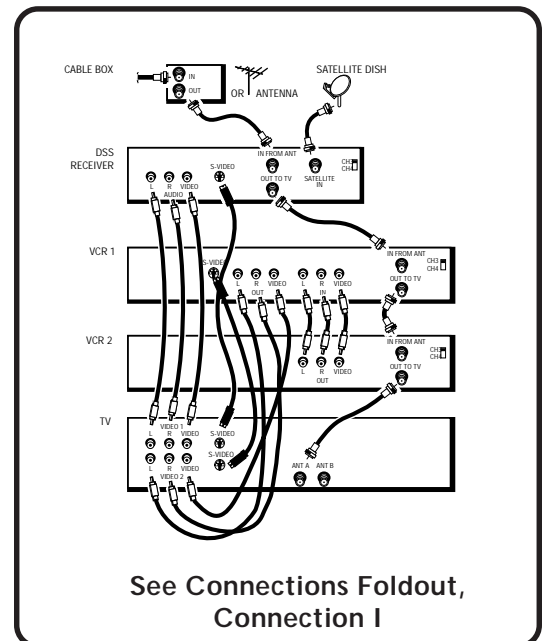 CABLE BOX
IN
OUT
OR ANTENNA
SATELLITE DISH
DSS
RECEIVER
S-VIDEO
L R VIDEO
AUDIO
IN FROM ANT
OUT TO TV
SATELLITE
IN
CH3
CH4
VCR 1
S-VIDEO
L R VIDEO
OUT
L R VIDEO
IN
IN FROM ANT
OUT TO TV
CH3
CH4
VCR 2
L R VIDEO
OUT
IN FROM ANT
OUT TO TV
CH3
CH4
TV
VIDEO 1
L R VIDEO
S-VIDEO
S-VIDEO
L R VIDEO
VIDEO 2
ANT A ANT B
See Connections Foldout,
Connection I